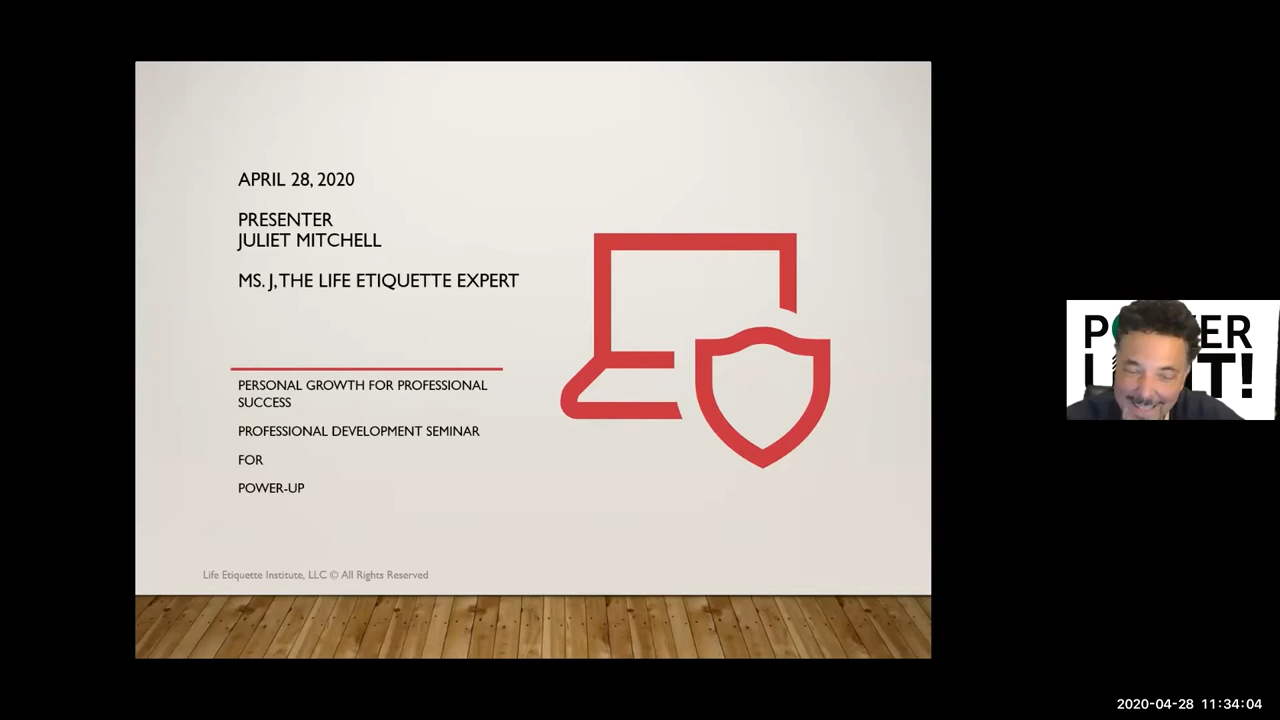 APRIL 28, 2020
PRESENTER
JULIET MITCHELL
MS. J, THE LIFE ETIQUETTE EXPERT
PERSONAL GROWTH FOR PROFESSIONAL
SUCCESS
PROFESSIONAL DEVELOPMENT SEMINAR
FOR
POWER-UP
Life Etiquette Institute, LLC © All Rights Reserved
2020-04-28 11:34:04